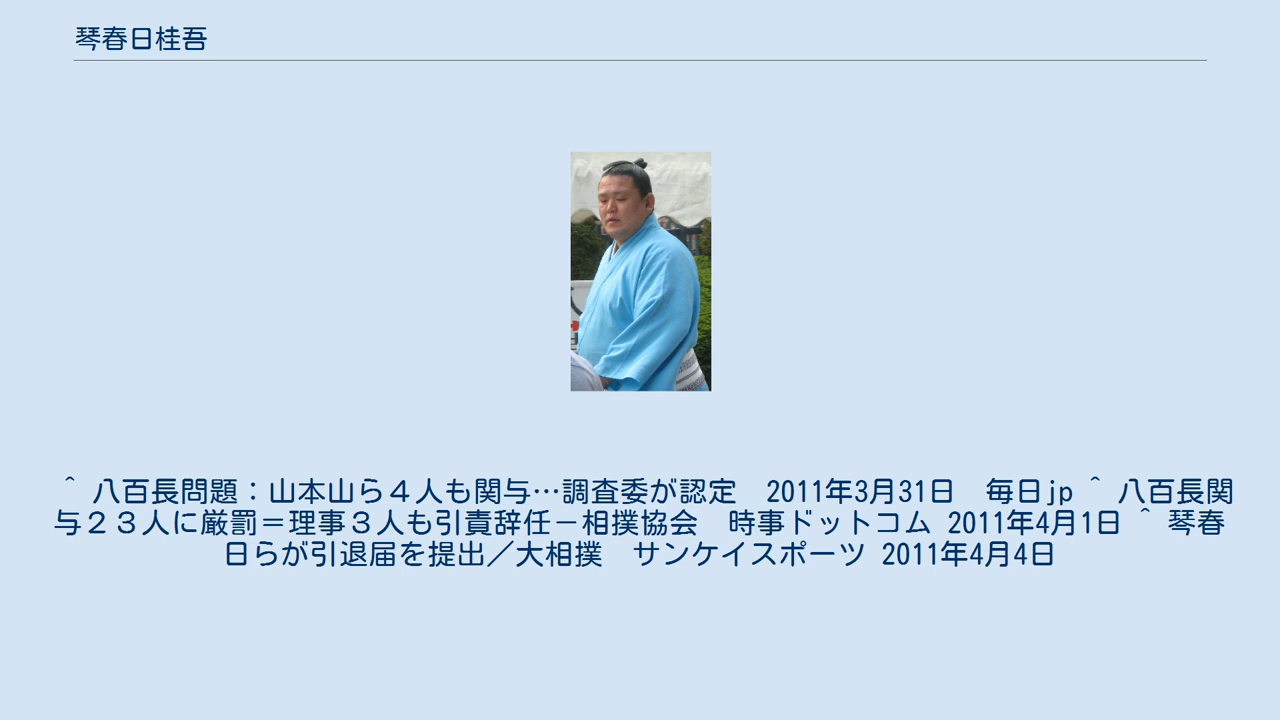 琴春日桂吾
^ 八百長問題：山本山ら４人も関与…調査委が認定　2011年3月31日　毎日jp ^ 八百長関
与２３人に厳罰＝理事３人も引責辞任－相撲協会　時事ドットコム 2011年4月1日 ^ 琴春
日らが引退届を提出／大相撲　サンケイスポーツ 2011年4月4日